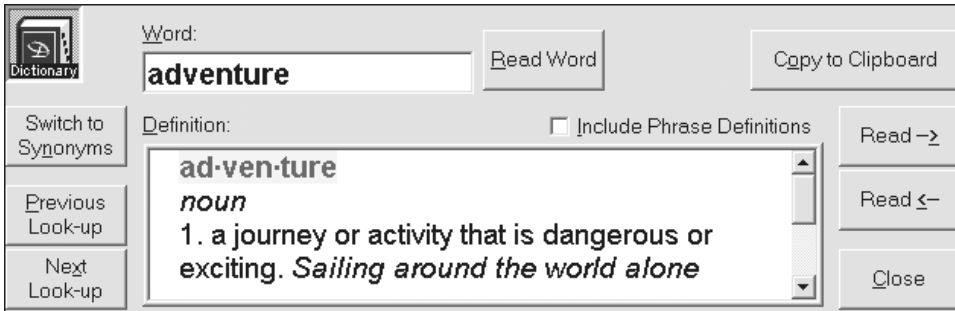 Dictionary
Word:
adventure
Read Word
Copy to Clipboard
Switch to
Synonyms
Definition:
Include Phrase Definitions
Read –>
ad·ven·ture
noun
1. a journey or activity that is dangerous or
exciting. Sailing around the world alone
Previous
Look-up
Read <–
Next
Look-up
Close